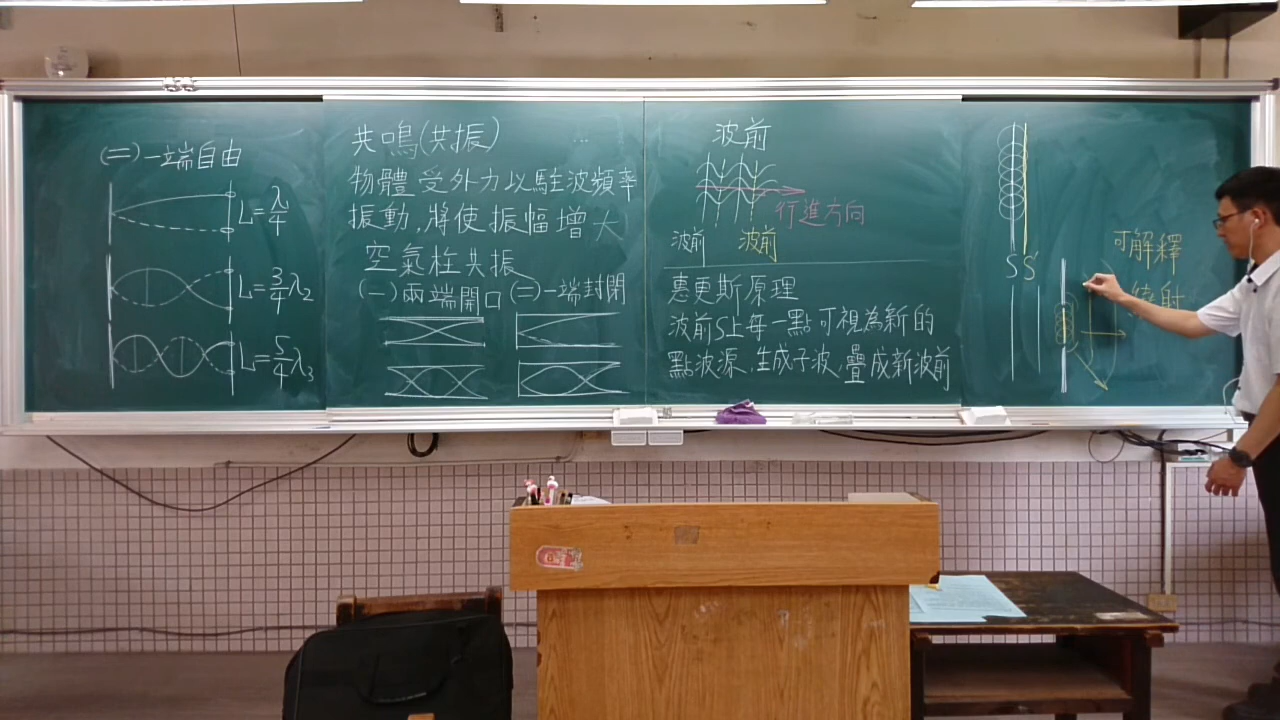 (二)一端自由
L=λ/4
L=3/4 λ₂
L=5/4 λ₃
共鳴(共振)
物體受外力以駐波頻率
振動,將使振幅增大
空氣柱共振
(一)兩端開口 (二)一端封閉
波前
行進方向
波前 波前
惠更斯原理
波前S上每一點可視為新的
點波源,生成子波,疊成新波前
S S'
可解釋
繞射